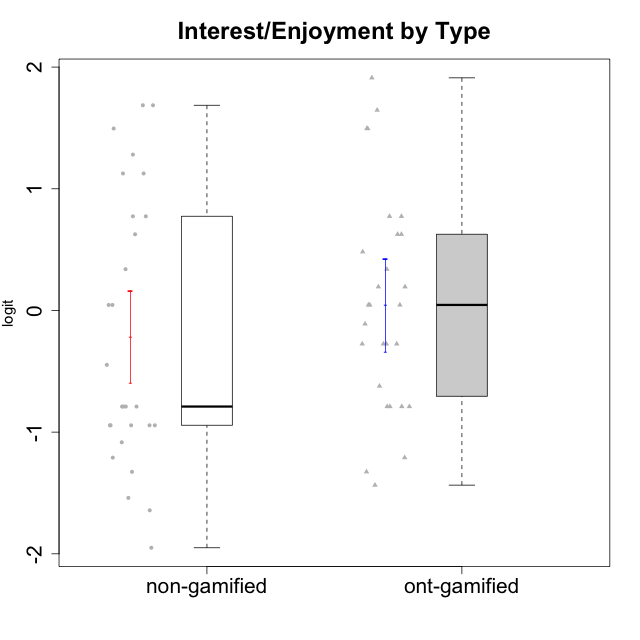 Interest/Enjoyment by Type
2
1
0
-1
-2
logit
non-gamified
ont-gamified